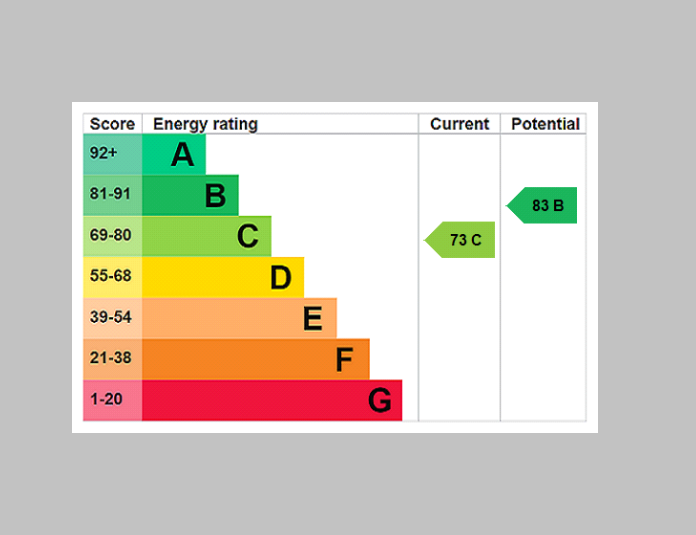 Score Energy rating Current Potential
92+ A
81-91 B
83 B
69-80 C
73 C
55-68 D
39-54 E
21-38 F
1-20 G